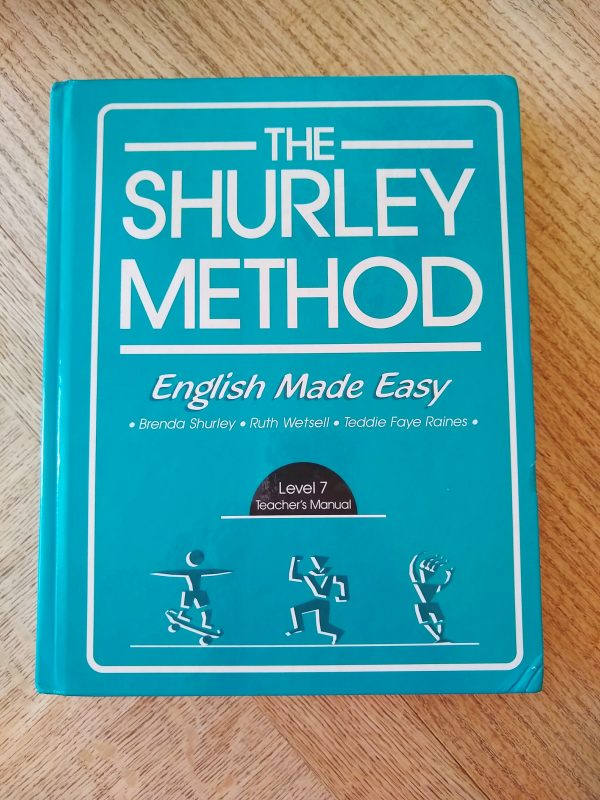 THE
SHURLEY
METHOD
English Made Easy
• Brenda Shurley • Ruth Wetsell • Teddie Faye Raines •
Level 7
Teacher's Manual